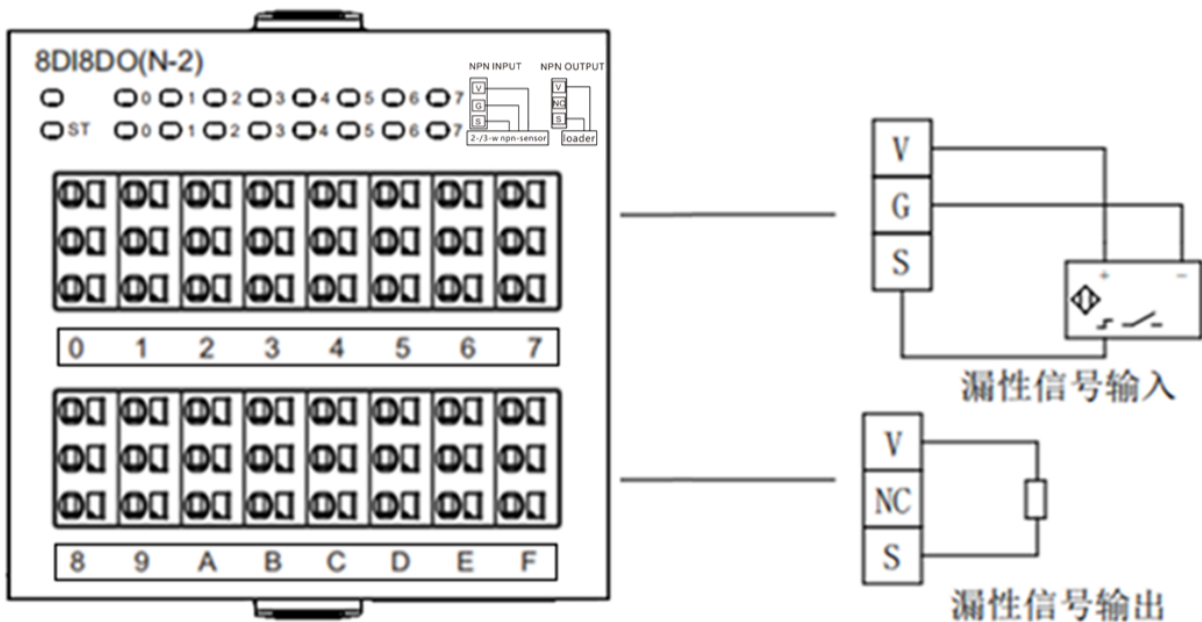 8DI8DO(N-2)
NPN INPUT NPN OUTPUT
V V
G NC
S S
2-/3-w npn-sensor loader
0 1 2 3 4 5 6 7
ST 0 1 2 3 4 5 6 7
0 1 2 3 4 5 6 7
8 9 A B C D E F
V
G
S
+ −
漏性信号输入
V
NC
S
漏性信号输出